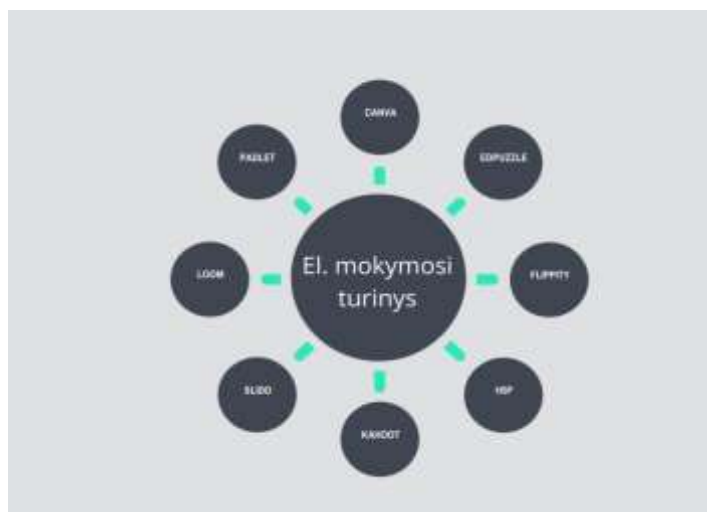 CANVA
PADLET
EDPUZZLE
El. mokymosi
turinys
LOOM
FLIPPITY
SLIDO
H5P
KAHOOT